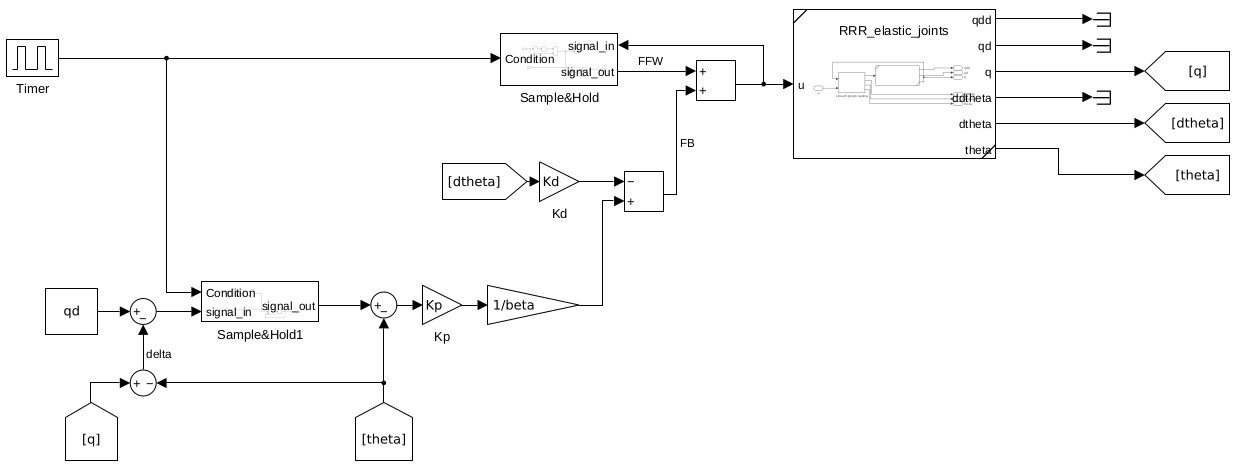 Timer
Condition
signal_in
signal_out
Sample&Hold
FFW
+
+
u
RRR_elastic_joints
qdd
qd
q
ddtheta
dtheta
theta
[q]
[dtheta]
[theta]
FB
[dtheta]
Kd
Kd
−
+
qd
+
−
Condition
signal_in
signal_out
Sample&Hold1
+
−
Kp
Kp
1/beta
delta
+ −
[q]
[theta]